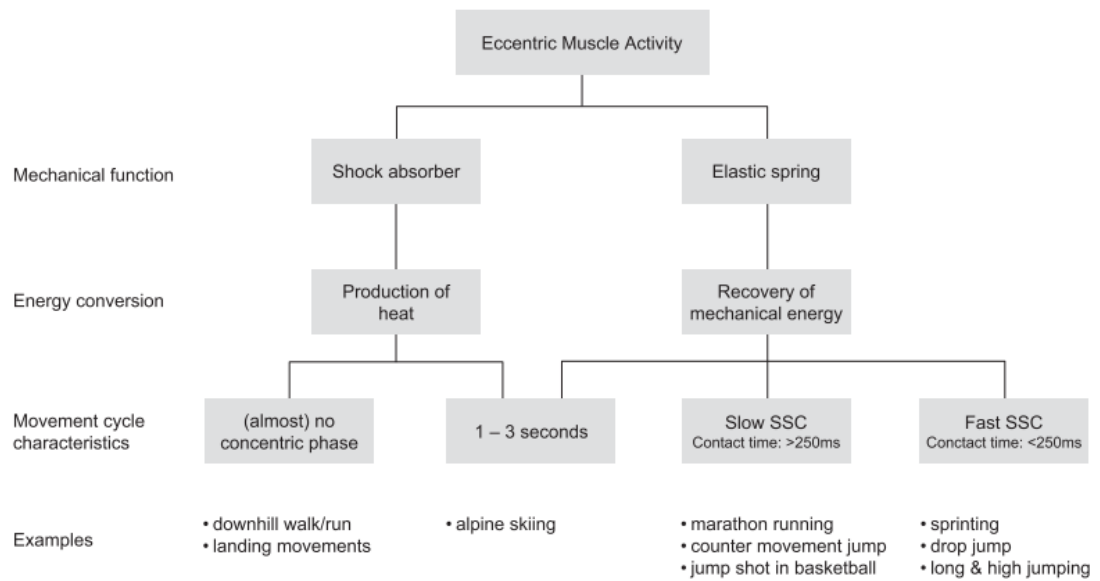 Eccentric Muscle Activity
Mechanical function
Shock absorber
Elastic spring
Energy conversion
Production of
heat
Recovery of
mechanical energy
Movement cycle
characteristics
(almost) no
concentric phase
1 – 3 seconds
Slow SSC
Contact time: >250ms
Fast SSC
Conctact time: <250ms
Examples
• downhill walk/run
• landing movements
• alpine skiing
• marathon running
• counter movement jump
• jump shot in basketball
• sprinting
• drop jump
• long & high jumping